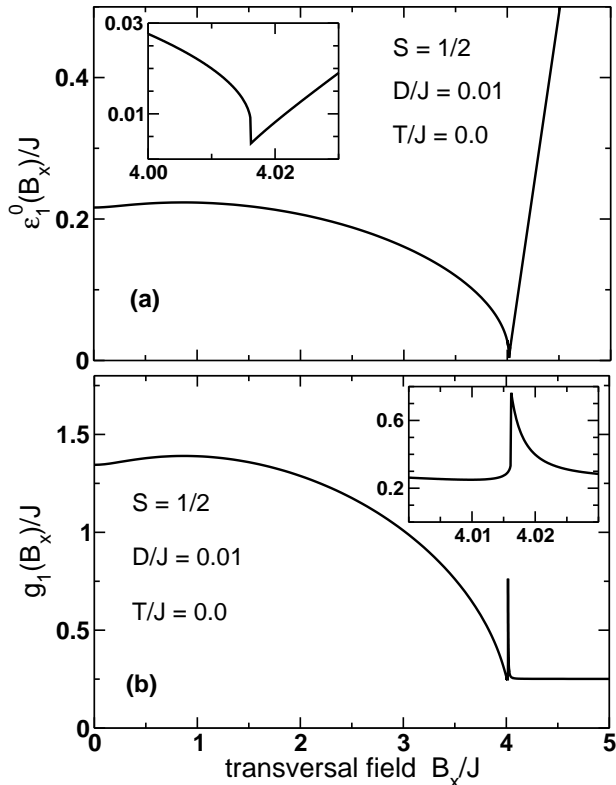 0.03
0.01
4.00 4.02
S = 1/2
D/J = 0.01
T/J = 0.0
0.4
0.2
0
ε₁⁰(Bₓ)/J
(a)
0.6
0.2
4.01 4.02
1.5
1
0.5
0
g₁(Bₓ)/J
S = 1/2
D/J = 0.01
T/J = 0.0
(b)
0 1 2 3 4 5
transversal field Bₓ/J